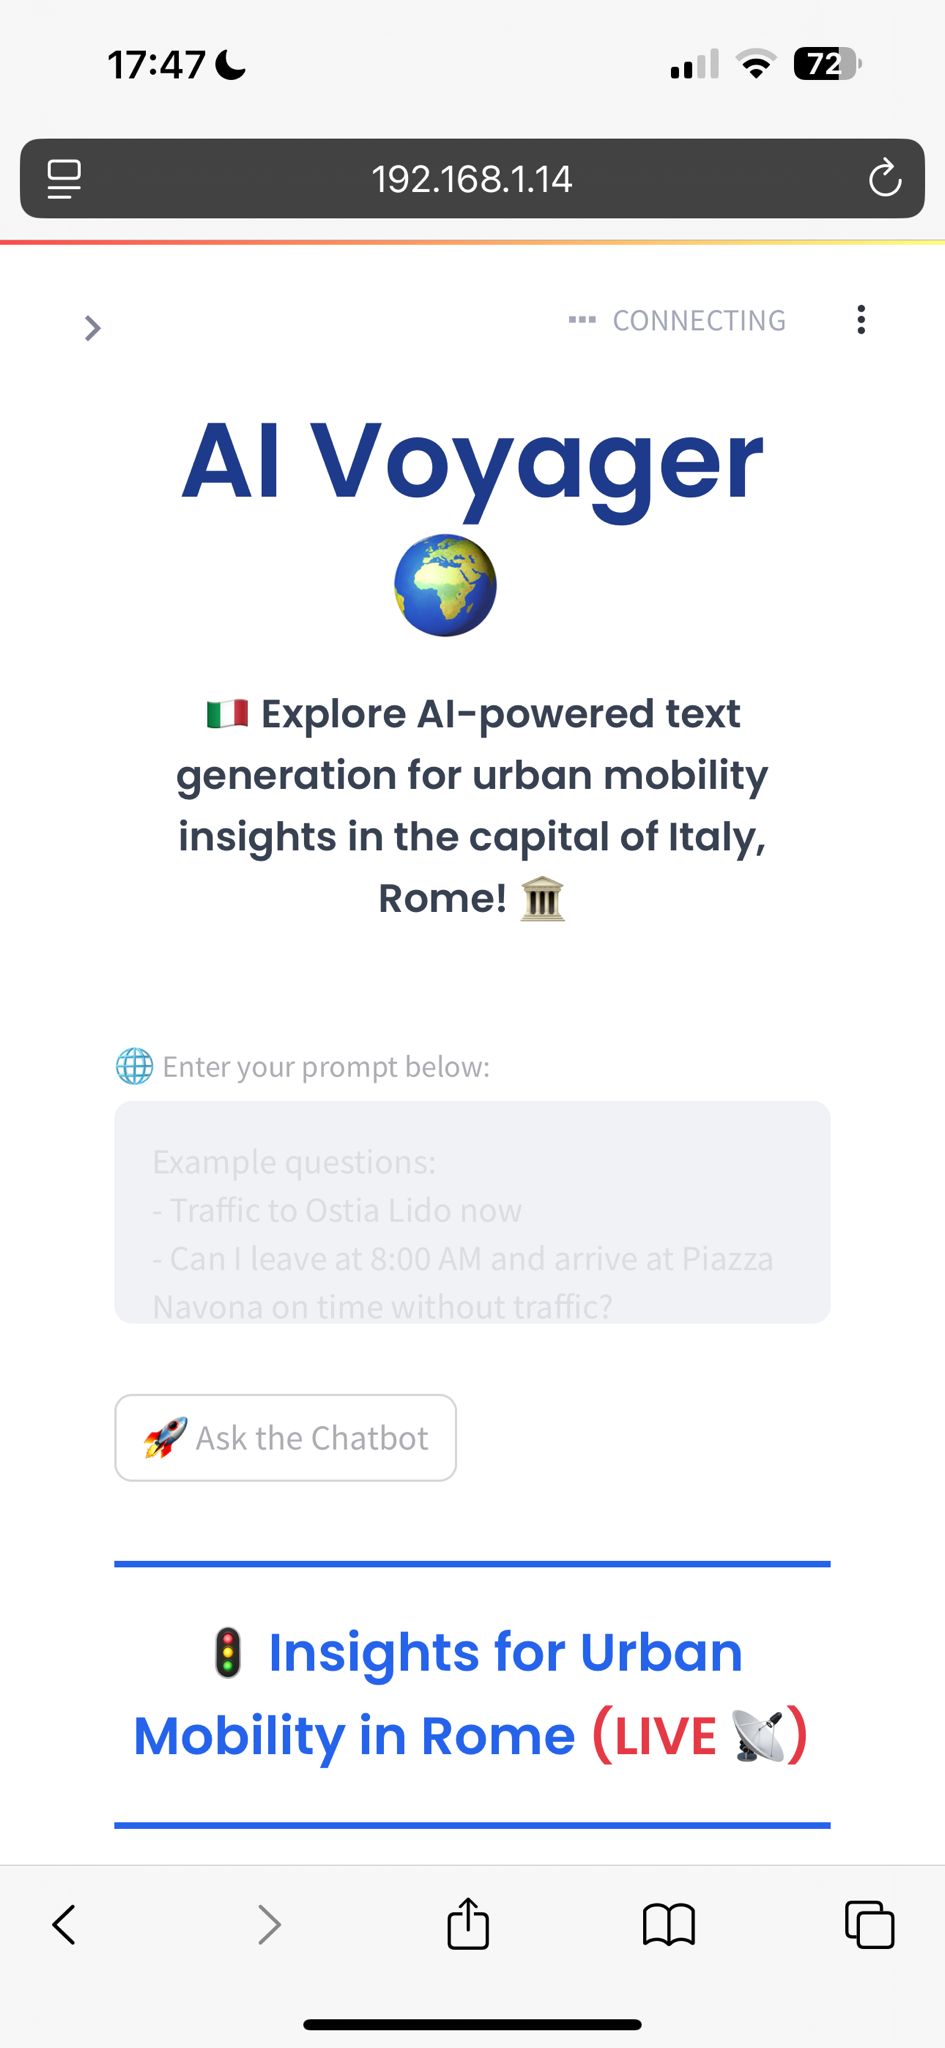 17:47
72
192.168.1.14
CONNECTING
AI Voyager
Explore AI-powered text
generation for urban mobility
insights in the capital of Italy,
Rome!
Enter your prompt below:
Example questions:
- Traffic to Ostia Lido now
- Can I leave at 8:00 AM and arrive at Piazza
Navona on time without traffic?
Ask the Chatbot
Insights for Urban
Mobility in Rome (LIVE )